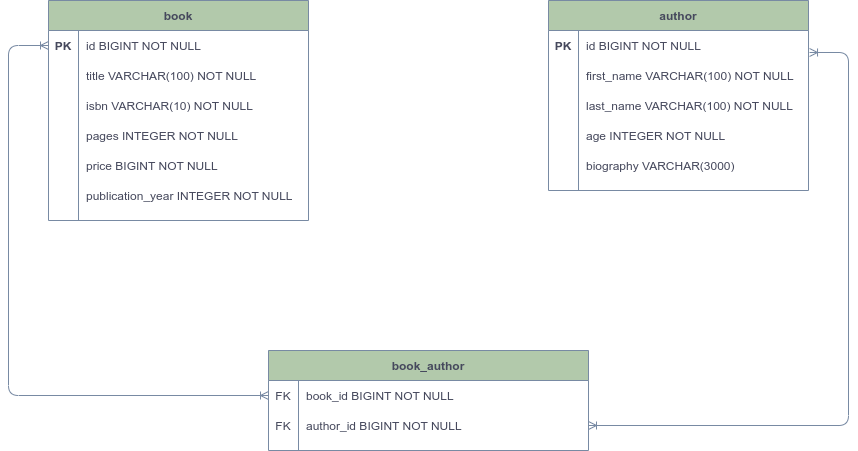 book
PK id BIGINT NOT NULL
title VARCHAR(100) NOT NULL
isbn VARCHAR(10) NOT NULL
pages INTEGER NOT NULL
price BIGINT NOT NULL
publication_year INTEGER NOT NULL
author
PK id BIGINT NOT NULL
first_name VARCHAR(100) NOT NULL
last_name VARCHAR(100) NOT NULL
age INTEGER NOT NULL
biography VARCHAR(3000)
book_author
FK book_id BIGINT NOT NULL
FK author_id BIGINT NOT NULL